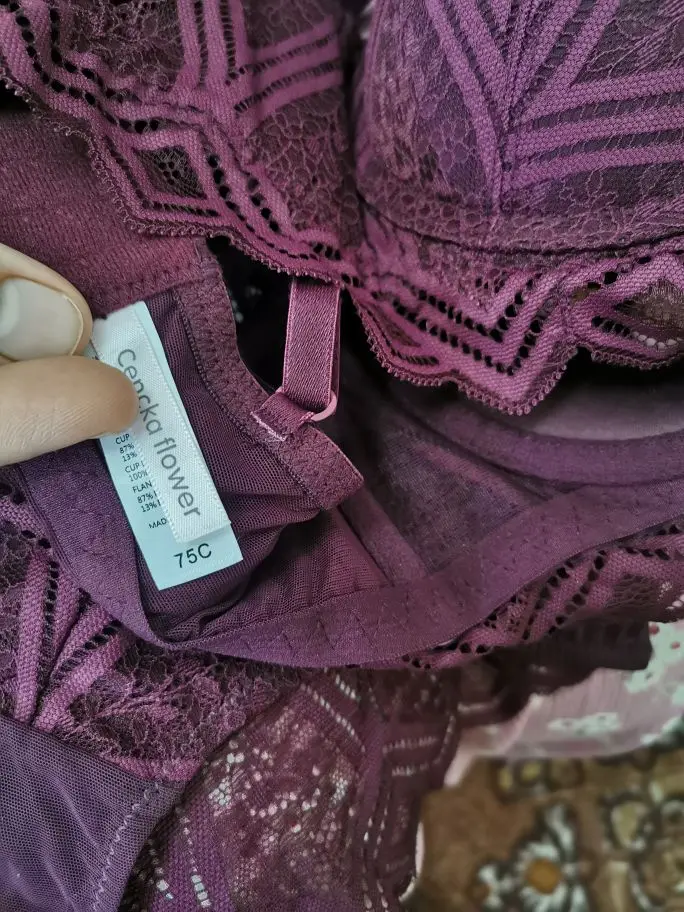 Cencka flower
CUP
87%
13%
CUP
100%
FLAN
87%
13%
MAD
75C